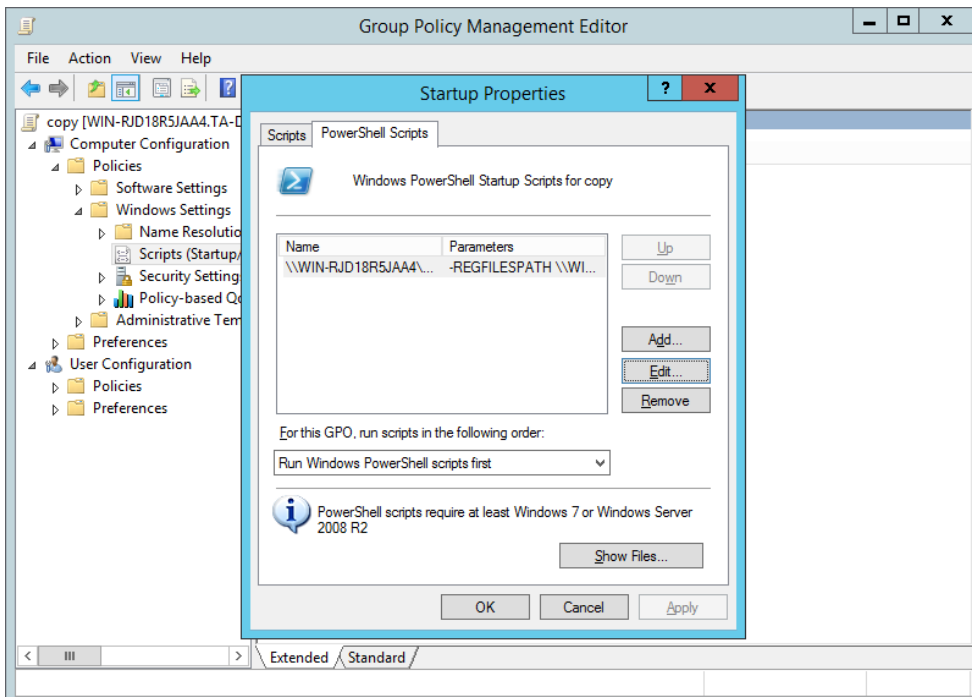 Group Policy Management Editor
File Action View Help
copy [WIN-RJD18R5JAA4.TA-D
Computer Configuration
Policies
Software Settings
Windows Settings
Name Resolutio
Scripts (Startup/
Security Setting
Policy-based Qo
Administrative Tem
Preferences
User Configuration
Policies
Preferences
Startup Properties
? x
Scripts PowerShell Scripts
Windows PowerShell Startup Scripts for copy
Name Parameters
\\WIN-RJD18R5JAA4\... -REGFILESPATH \\WI...
Up
Down
Add...
Edit...
Remove
For this GPO, run scripts in the following order:
Run Windows PowerShell scripts first
PowerShell scripts require at least Windows 7 or Windows Server
2008 R2
Show Files...
OK Cancel Apply
Extended Standard